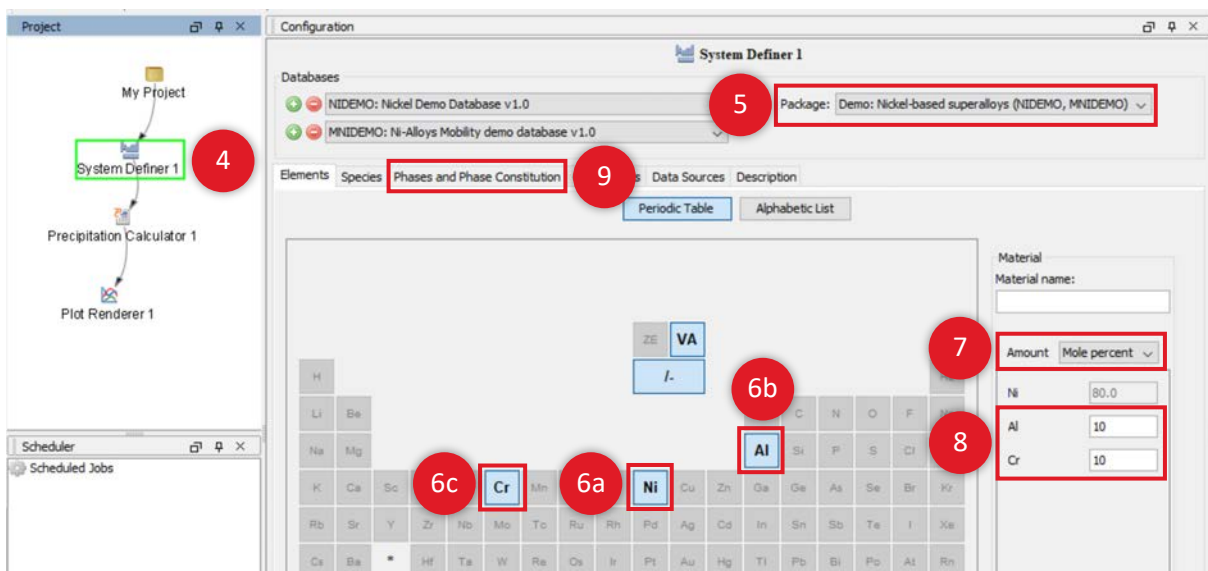 Project
Configuration
System Definer 1
My Project
System Definer 1
4
Precipitation Calculator 1
Plot Renderer 1
Scheduler
Scheduled Jobs
Databases
NIDEMO: Nickel Demo Database v1.0
5
Package: Demo: Nickel-based superalloys (NIDEMO, MNIDEMO)
MNIDEMO: Ni-Alloys Mobility demo database v1.0
Elements Species Phases and Phase Constitution 9 s Data Sources Description
Periodic Table Alphabetic List
ZE VA
/-
6b
H
Li Be C N O F
Na Mg Al Si P S Cl
6c 6a
K Ca Sc Cr Mn Ni Cu Zn Ga Ge As Se Br Kr
Rb Sr Y Zr Nb Mo Tc Ru Rh Pd Ag Cd In Sn Sb Te I Xe
Cs Ba * Hf Ta W Re Os Ir Pt Au Hg Tl Pb Bi Po At Rn
Material
Material name:
7
Amount Mole percent
Ni 80.0
8
Al 10
Cr 10